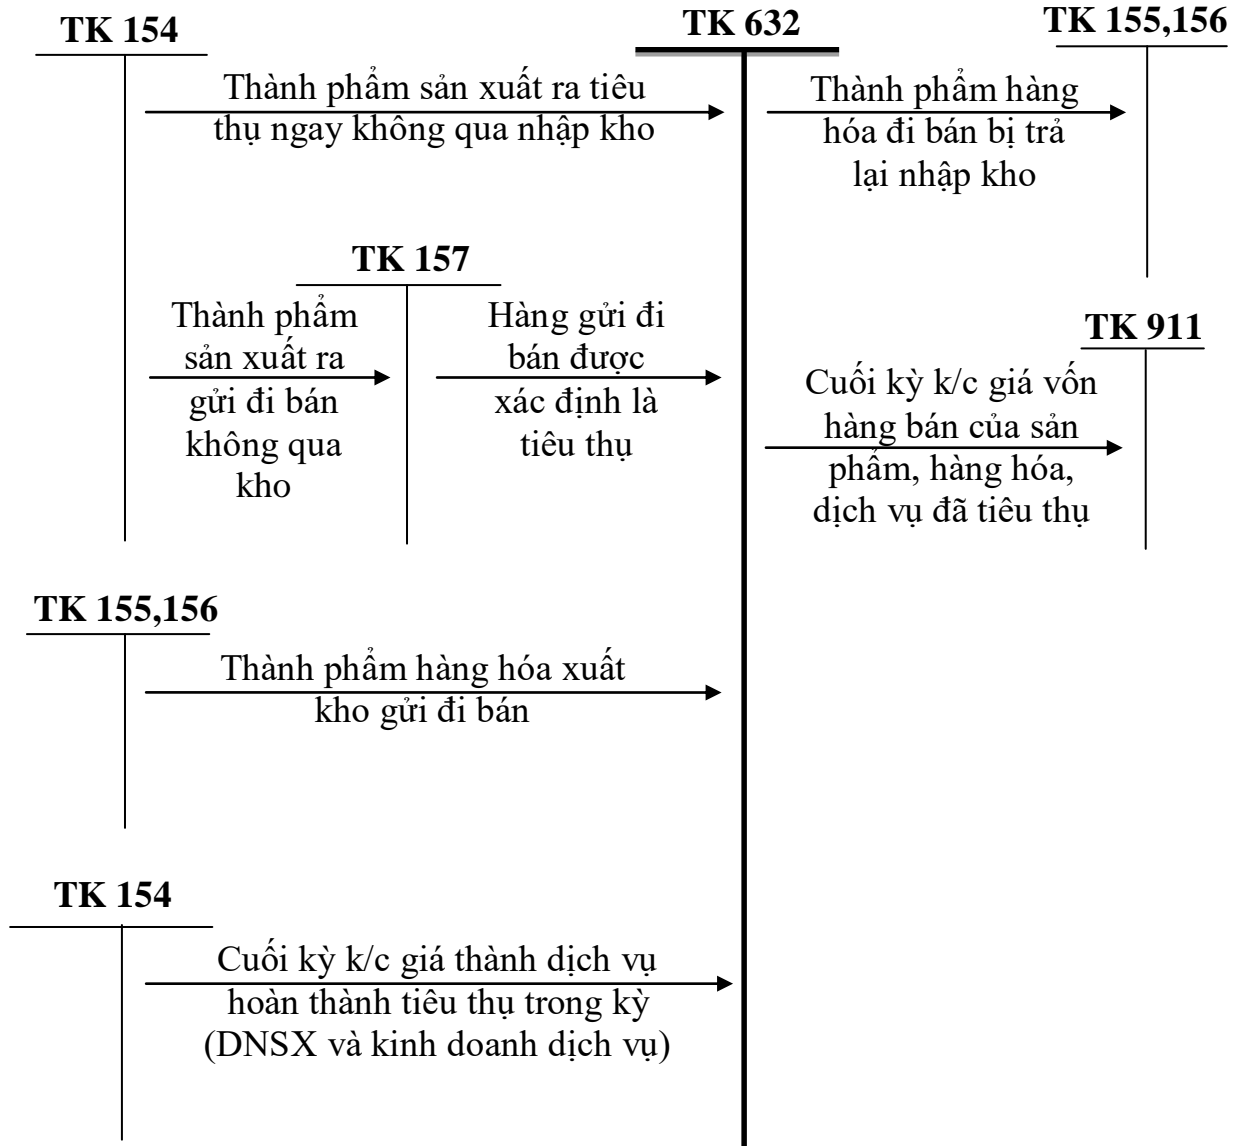 TK 154
TK 632
TK 155,156
Thành phẩm sản xuất ra tiêu
thụ ngay không qua nhập kho
Thành phẩm hàng
hóa đi bán bị trả
lại nhập kho
TK 157
Thành phẩm
sản xuất ra
gửi đi bán
không qua
kho
Hàng gửi đi
bán được
xác định là
tiêu thụ
TK 911
Cuối kỳ k/c giá vốn
hàng bán của sản
phẩm, hàng hóa,
dịch vụ đã tiêu thụ
TK 155,156
Thành phẩm hàng hóa xuất
kho gửi đi bán
TK 154
Cuối kỳ k/c giá thành dịch vụ
hoàn thành tiêu thụ trong kỳ
(DNSX và kinh doanh dịch vụ)